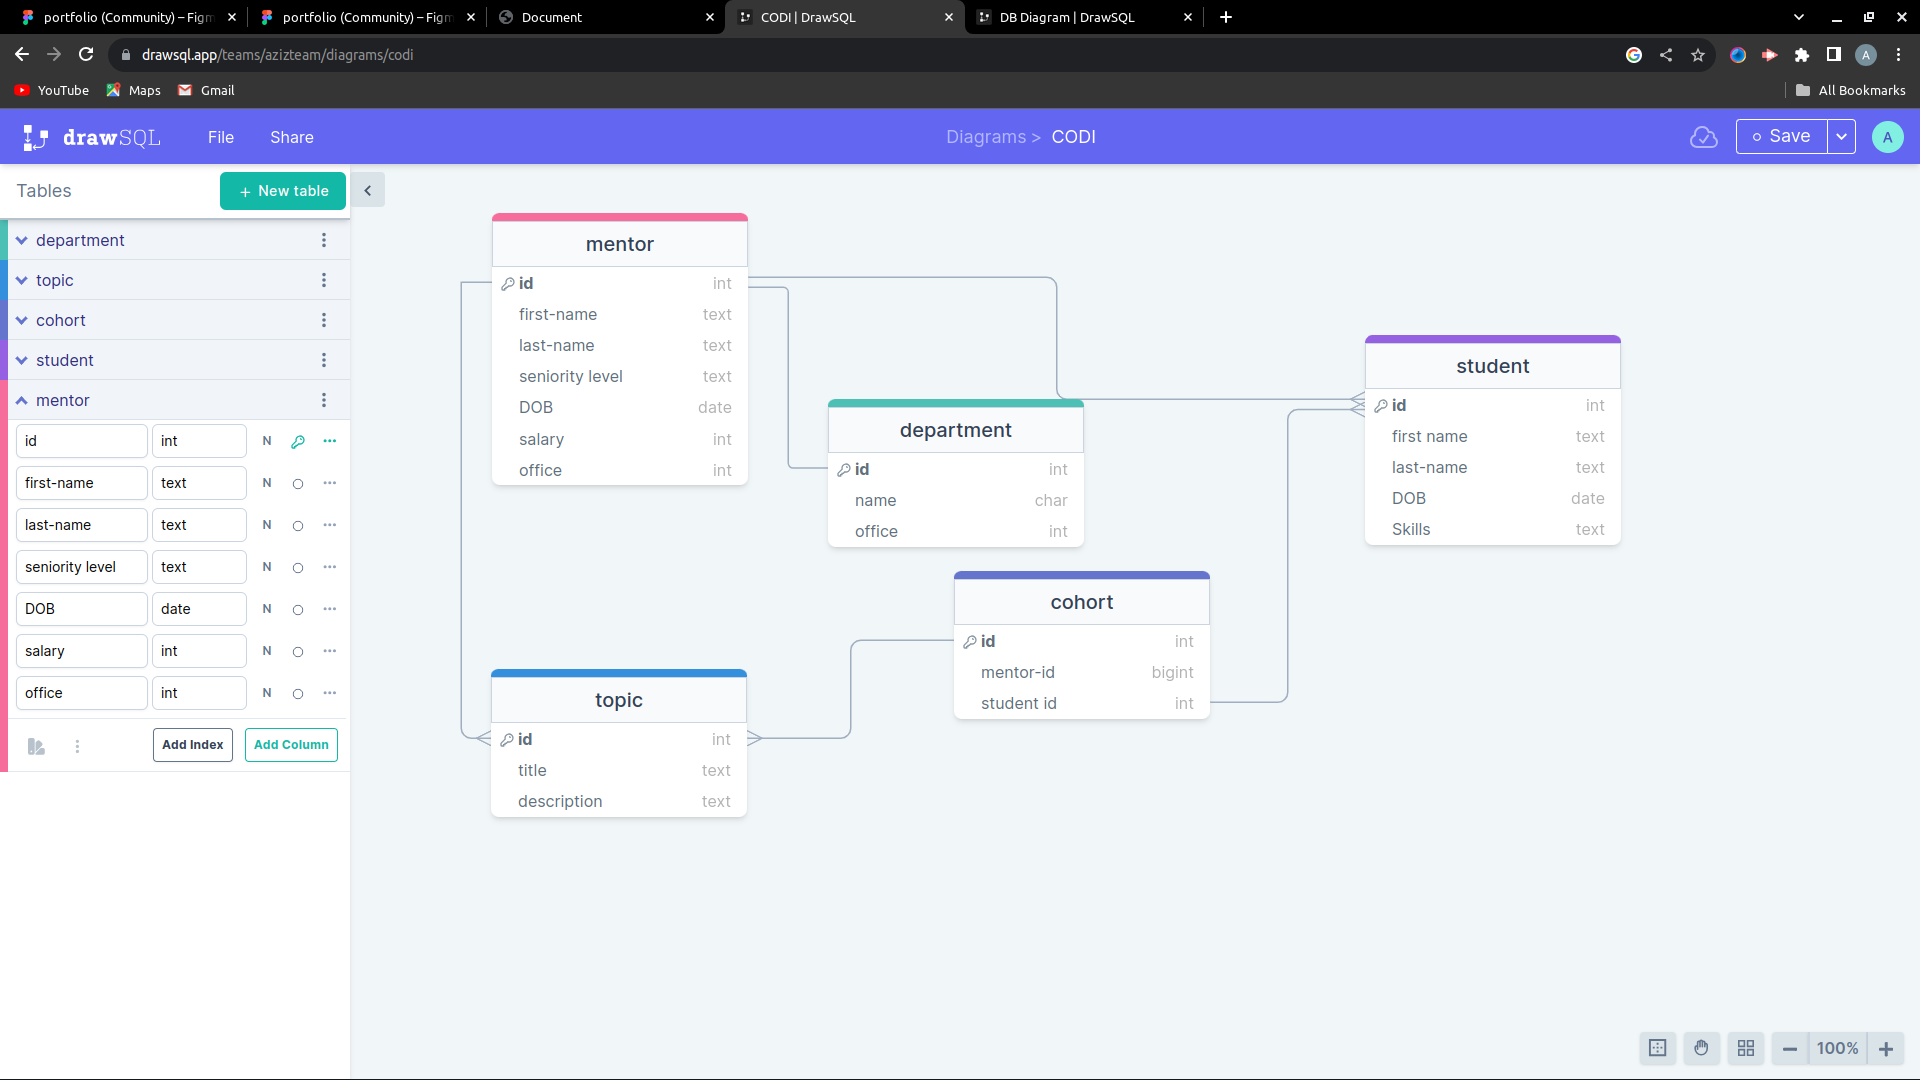 portfolio (Community) – Figm
portfolio (Community) – Figm
Document
CODI | DrawSQL
DB Diagram | DrawSQL
drawsql.app/teams/azizteam/diagrams/codi
A
YouTube
Maps
Gmail
All Bookmarks
drawSQL
File
Share
Diagrams > CODI
Save
A
Tables
+ New table
department
topic
cohort
student
mentor
id int N
first-name text N
last-name text N
seniority level text N
DOB date N
salary int N
office int N
Add Index
Add Column
mentor
id int
first-name text
last-name text
seniority level text
DOB date
salary int
office int
department
id int
name char
office int
student
id int
first name text
last-name text
DOB date
Skills text
cohort
id int
mentor-id bigint
student id int
topic
id int
title text
description text
100%